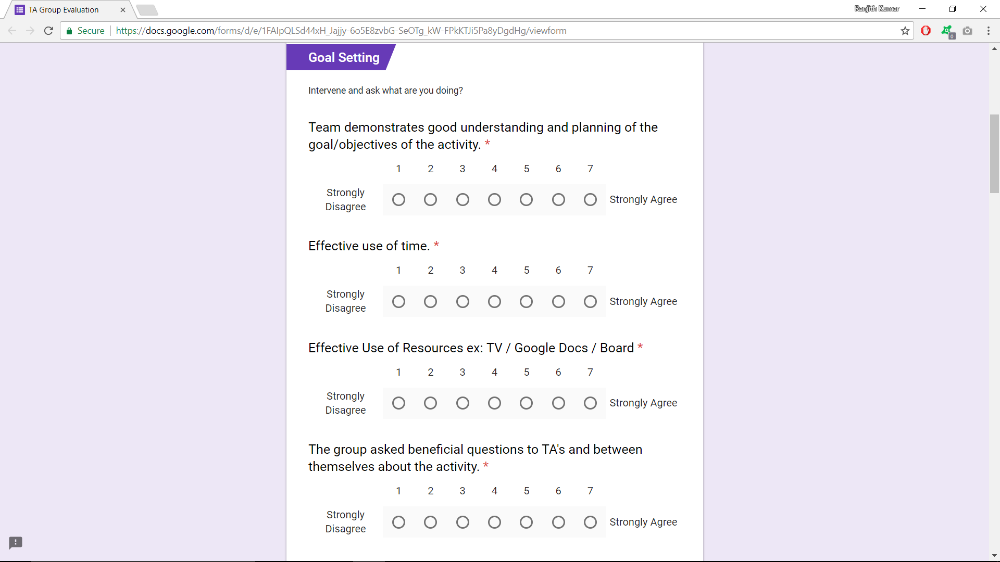 TA Group Evaluation
Ranjith Kumar
Secure
https://docs.google.com/forms/d/e/1FAIpQLSd44xH_Jajjy-6o5E8zvbG-SeOTg_kW-FPkKTJi5Pa8yDgdHg/viewform
0
Goal Setting
Intervene and ask what are you doing?
Team demonstrates good understanding and planning of the
goal/objectives of the activity. *
1 2 3 4 5 6 7
Strongly
Disagree
Strongly Agree
Effective use of time. *
1 2 3 4 5 6 7
Strongly
Disagree
Strongly Agree
Effective Use of Resources ex: TV / Google Docs / Board *
1 2 3 4 5 6 7
Strongly
Disagree
Strongly Agree
The group asked beneficial questions to TA's and between
themselves about the activity. *
1 2 3 4 5 6 7
Strongly
Disagree
Strongly Agree